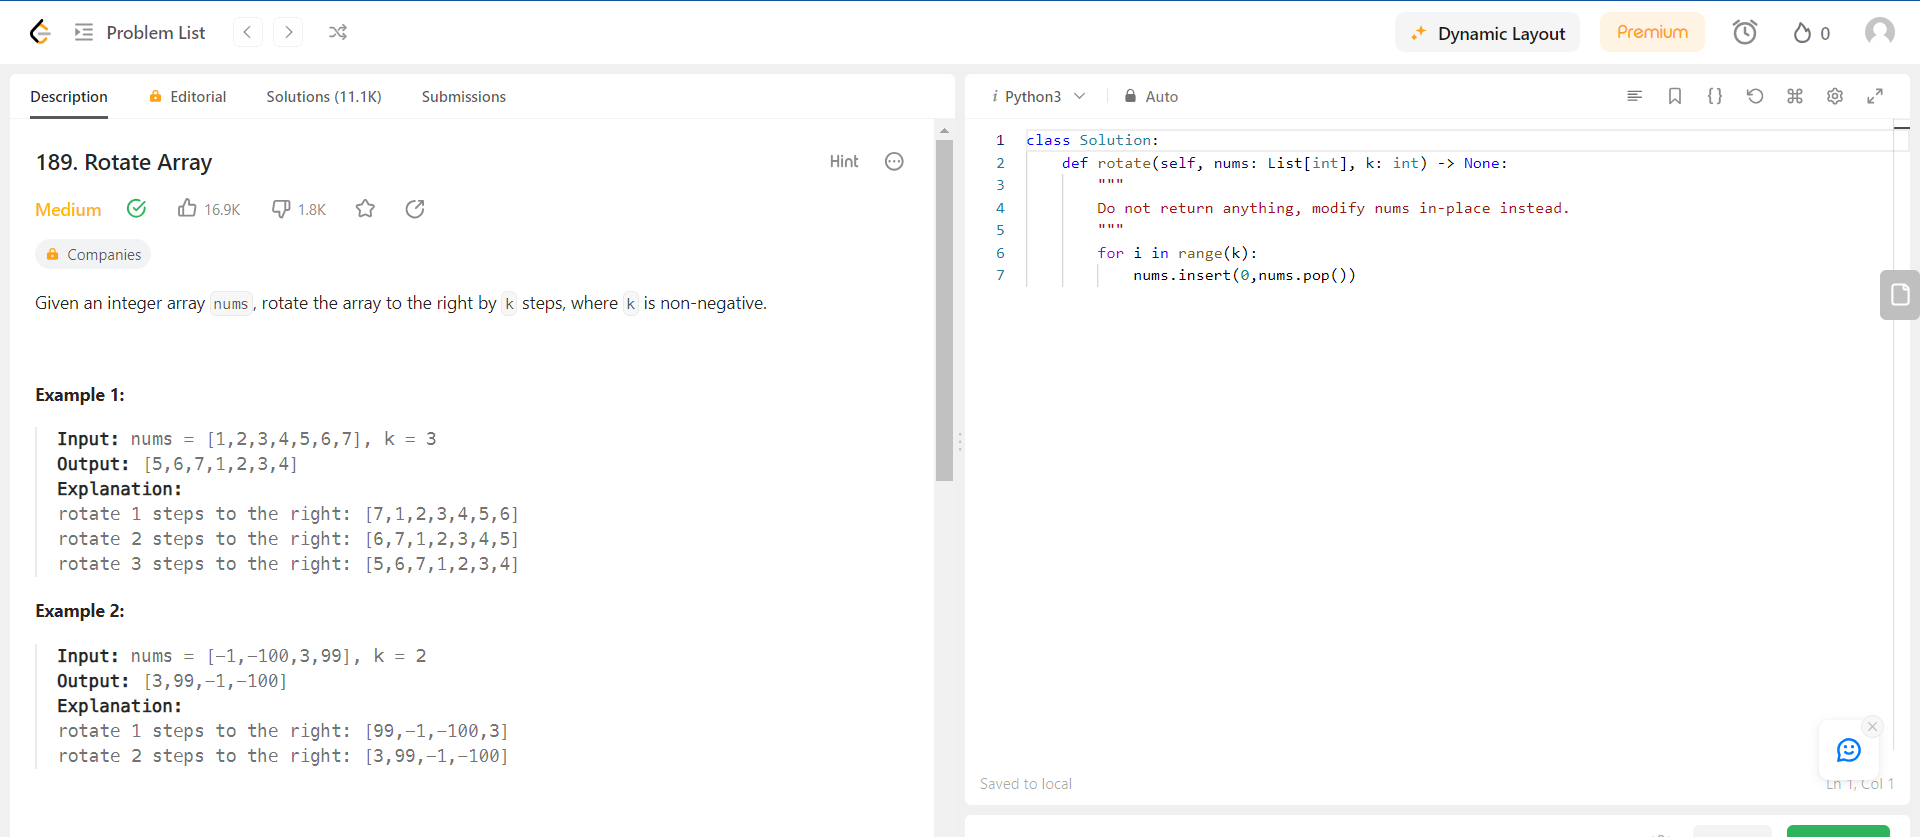 Problem List
Dynamic Layout
Premium
0
Description
Editorial
Solutions (11.1K)
Submissions
189. Rotate Array
Hint
Medium
16.9K
1.8K
Companies
Given an integer array nums, rotate the array to the right by k steps, where k is non-negative.
Example 1:
Input: nums = [1,2,3,4,5,6,7], k = 3
Output: [5,6,7,1,2,3,4]
Explanation:
rotate 1 steps to the right: [7,1,2,3,4,5,6]
rotate 2 steps to the right: [6,7,1,2,3,4,5]
rotate 3 steps to the right: [5,6,7,1,2,3,4]
Example 2:
Input: nums = [-1,-100,3,99], k = 2
Output: [3,99,-1,-100]
Explanation:
rotate 1 steps to the right: [99,-1,-100,3]
rotate 2 steps to the right: [3,99,-1,-100]
i Python3
Auto
1 class Solution:
2 def rotate(self, nums: List[int], k: int) -> None:
3 """
4 Do not return anything, modify nums in-place instead.
5 """
6 for i in range(k):
7 nums.insert(0,nums.pop())
Saved to local
Ln 1, Col 1